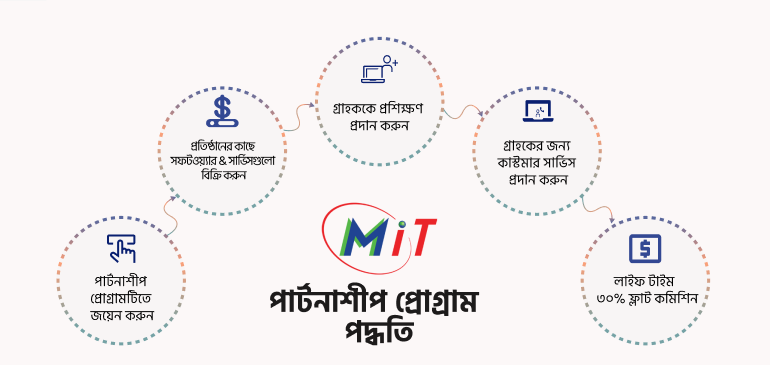 পার্টনাশীপ
প্রোগ্রামটিতে
জয়েন করুন
প্রতিষ্ঠানের কাছে
সফটওয়্যার & সার্ভিসগুলো
বিক্রি করুন
গ্রাহককে প্রশিক্ষণ
প্রদান করুন
গ্রাহকের জন্য
কাস্টমার সার্ভিস
প্রদান করুন
লাইফ টাইম
৩০% ফ্লাট কমিশিন
MiT
পার্টনাশীপ প্রোগ্রাম
পদ্ধতি